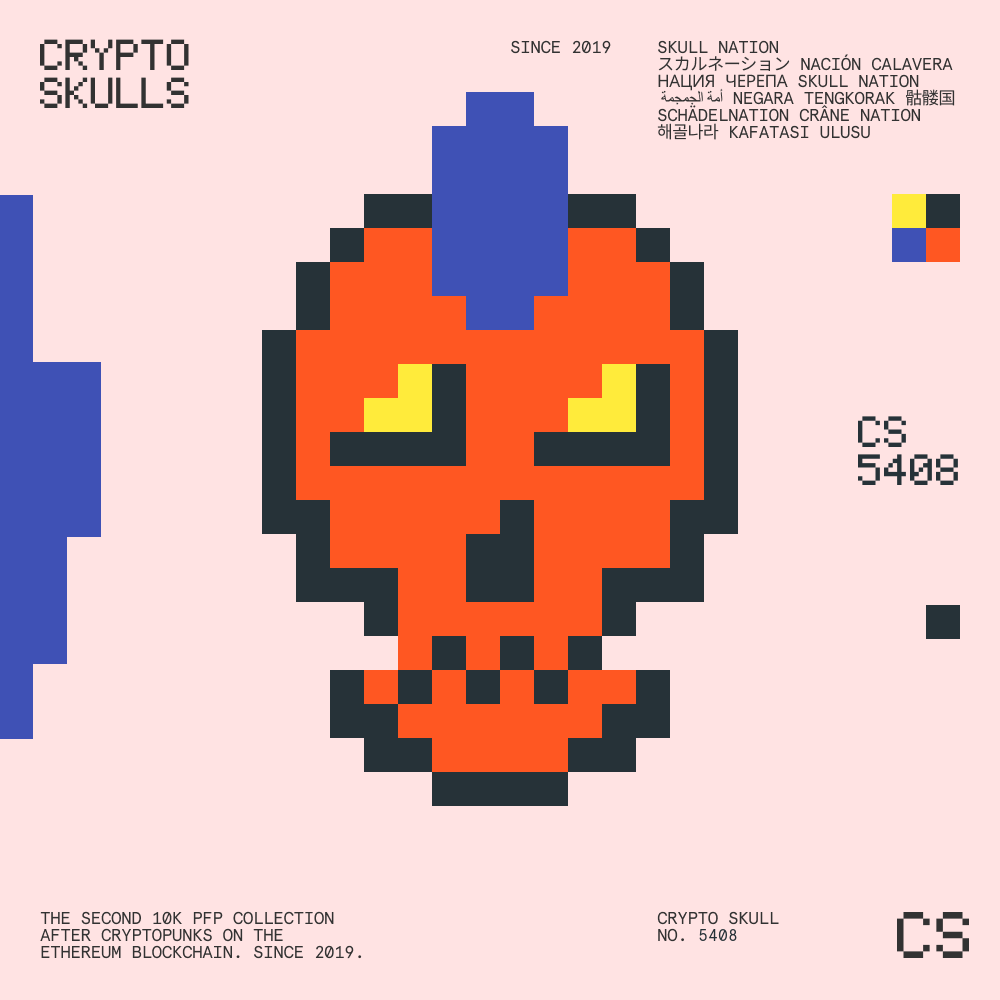 CRYPTO
SKULLS
SINCE 2019
SKULL NATION
スカルネーション NACIÓN CALAVERA
НАЦИЯ ЧЕРЕПА SKULL NATION
أمة الجمجمة NEGARA TENGKORAK 骷髅国
SCHÄDELNATION CRÂNE NATION
해골나라 KAFATASI ULUSU
CS
5408
THE SECOND 10K PFP COLLECTION
AFTER CRYPTOPUNKS ON THE
ETHEREUM BLOCKCHAIN. SINCE 2019.
CRYPTO SKULL
NO. 5408
CS